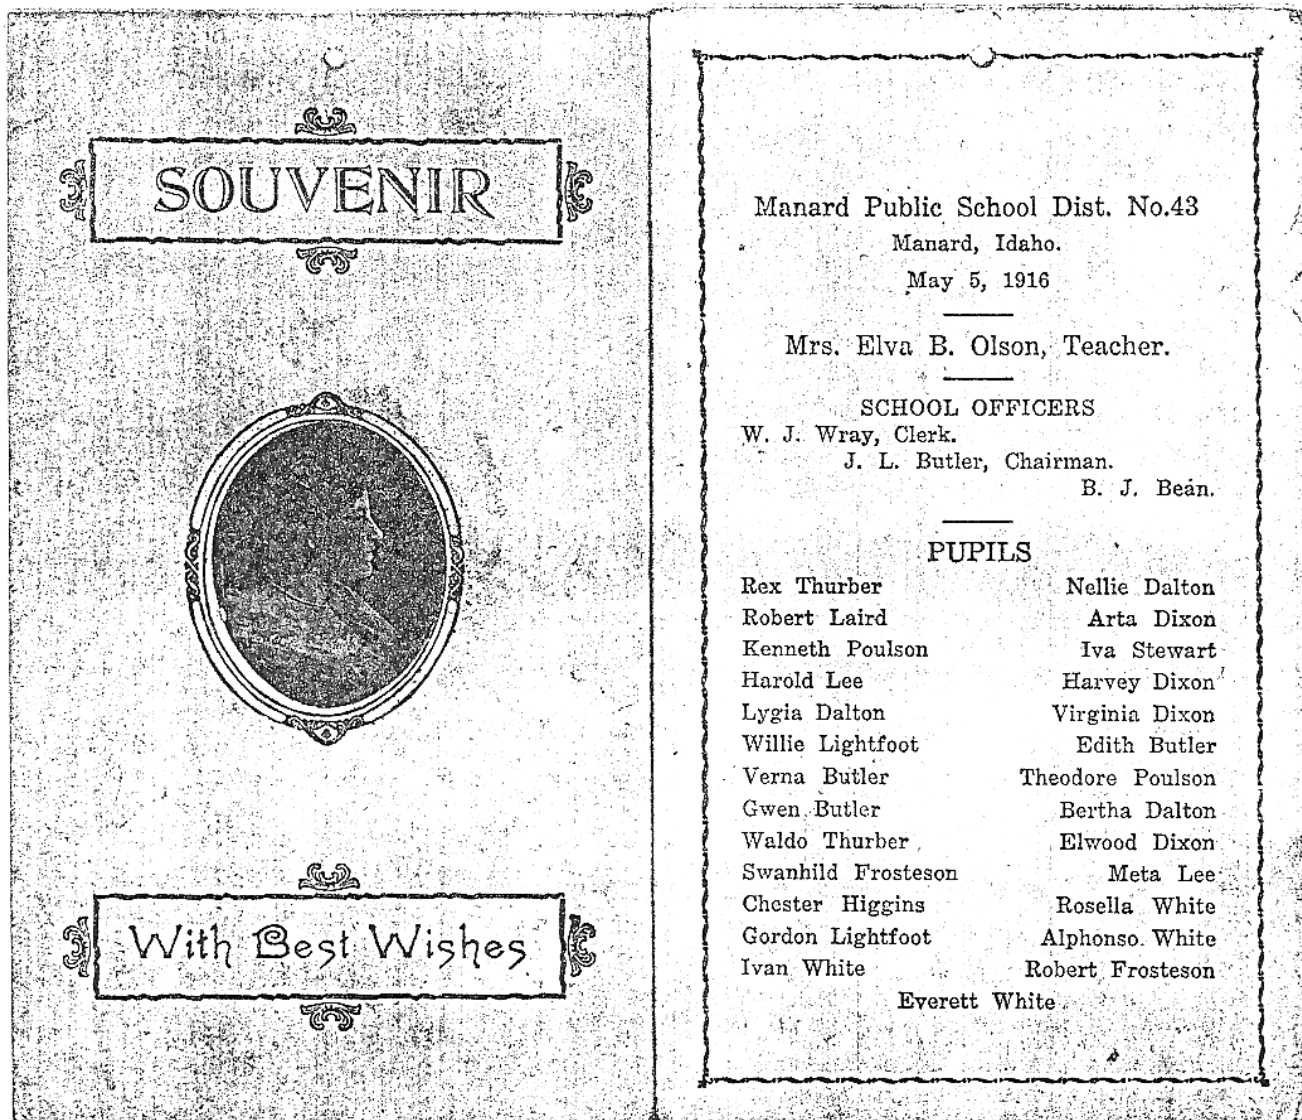 SOUVENIR
With Best Wishes
Manard Public School Dist. No.43
Manard, Idaho.
May 5, 1916
Mrs. Elva B. Olson, Teacher.
SCHOOL OFFICERS
W. J. Wray, Clerk.
J. L. Butler, Chairman.
B. J. Bean.
PUPILS
Rex Thurber Nellie Dalton
Robert Laird Arta Dixon
Kenneth Poulson Iva Stewart
Harold Lee Harvey Dixon
Lygia Dalton Virginia Dixon
Willie Lightfoot Edith Butler
Verna Butler Theodore Poulson
Gwen Butler Bertha Dalton
Waldo Thurber Elwood Dixon
Swanhild Frosteson Meta Lee
Chester Higgins Rosella White
Gordon Lightfoot Alphonso White
Ivan White Robert Frosteson
Everett White